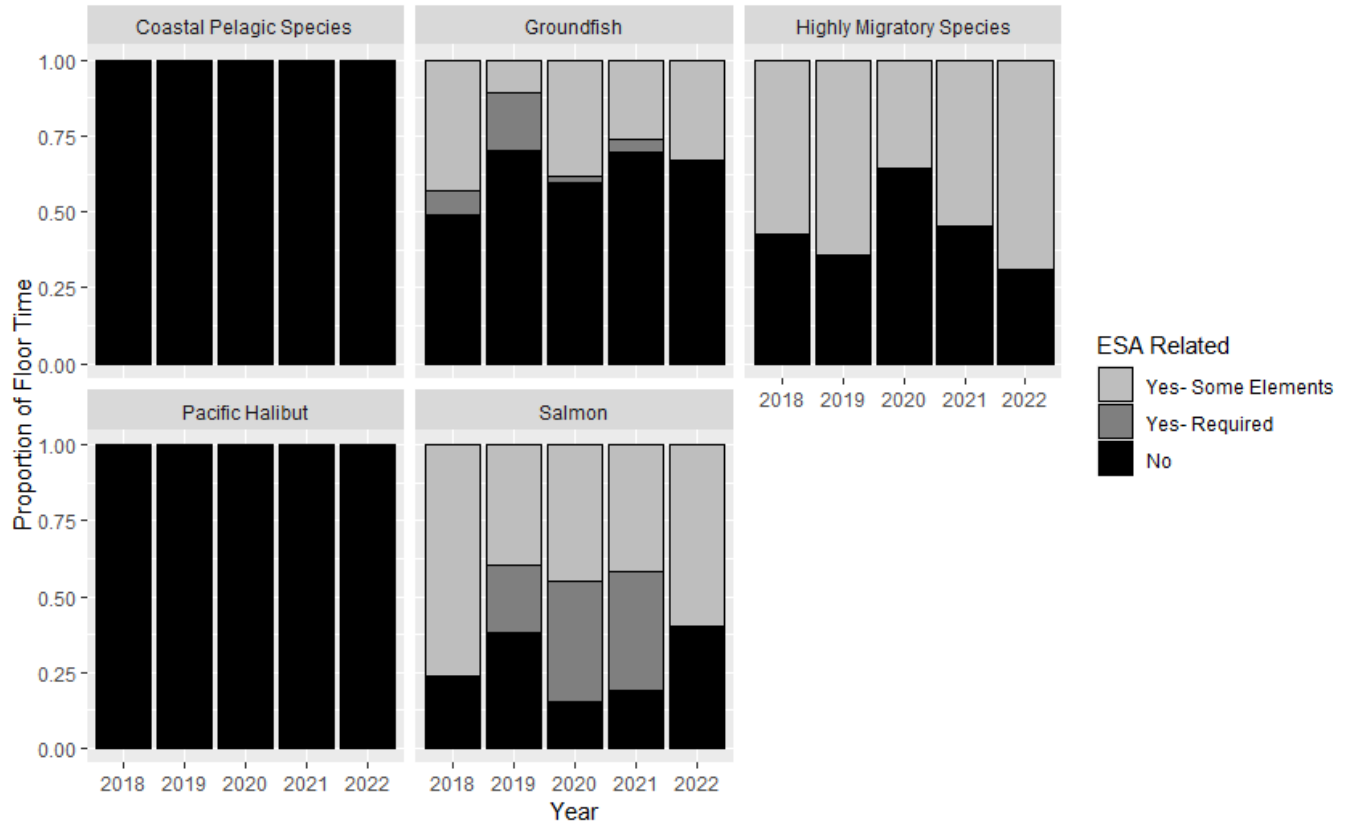 Coastal Pelagic Species
Groundfish
Highly Migratory Species
1.00
0.75
0.50
0.25
0.00
2018 2019 2020 2021 2022
Pacific Halibut
Salmon
1.00
0.75
0.50
0.25
0.00
2018 2019 2020 2021 2022
2018 2019 2020 2021 2022
Proportion of Floor Time
Year
ESA Related
Yes- Some Elements
Yes- Required
No